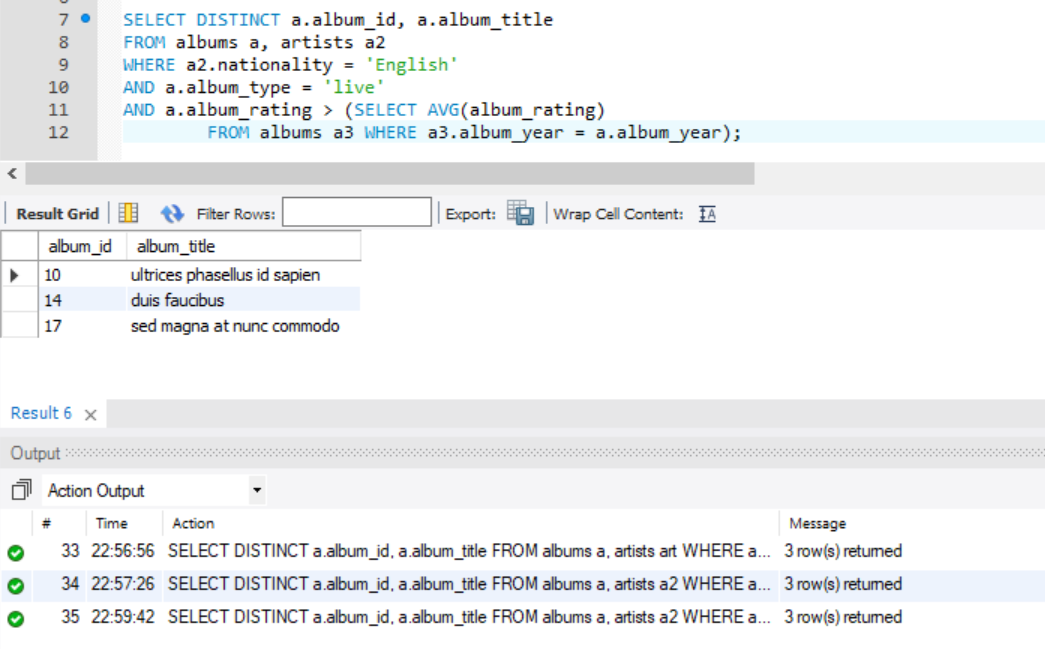 7 SELECT DISTINCT a.album_id, a.album_title
8 FROM albums a, artists a2
9 WHERE a2.nationality = 'English'
10 AND a.album_type = 'live'
11 AND a.album_rating > (SELECT AVG(album_rating)
12 FROM albums a3 WHERE a3.album_year = a.album_year);
Result Grid Filter Rows: Export: Wrap Cell Content: IA
album_id album_title
10 ultrices phasellus id sapien
14 duis faucibus
17 sed magna at nunc commodo
Result 6
Output
Action Output
# Time Action Message
33 22:56:56 SELECT DISTINCT a.album_id, a.album_title FROM albums a, artists art WHERE a... 3 row(s) returned
34 22:57:26 SELECT DISTINCT a.album_id, a.album_title FROM albums a, artists a2 WHERE a... 3 row(s) returned
35 22:59:42 SELECT DISTINCT a.album_id, a.album_title FROM albums a, artists a2 WHERE a... 3 row(s) returned